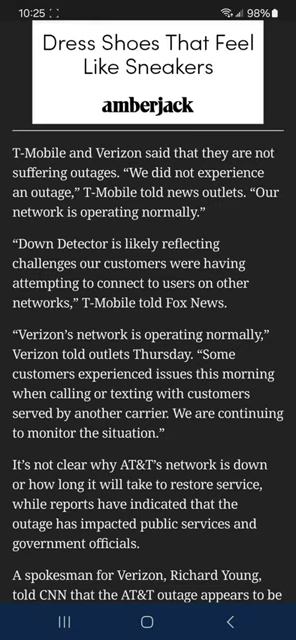 10:25
98%
Dress Shoes That Feel
Like Sneakers
amberjack
T-Mobile and Verizon said that they are not
suffering outages. “We did not experience
an outage,” T-Mobile told news outlets. “Our
network is operating normally.”
“Down Detector is likely reflecting
challenges our customers were having
attempting to connect to users on other
networks,” T-Mobile told Fox News.
“Verizon’s network is operating normally,”
Verizon told outlets Thursday. “Some
customers experienced issues this morning
when calling or texting with customers
served by another carrier. We are continuing
to monitor the situation.”
It’s not clear why AT&T’s network is down
or how long it will take to restore service,
while reports have indicated that the
outage has impacted public services and
government officials.
A spokesman for Verizon, Richard Young,
told CNN that the AT&T outage appears to be